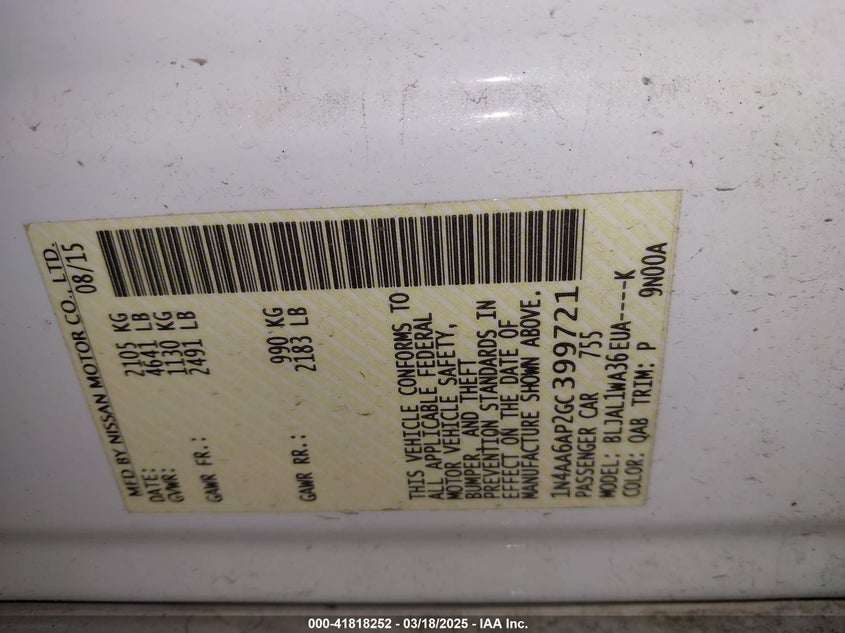 MFD BY NISSAN MOTOR CO., LTD.
DATE: 08/15
GVWR: 2105 KG
4641 LB
GAWR FR.: 1130 KG
2491 LB
GAWR RR.: 990 KG
2183 LB
THIS VEHICLE CONFORMS TO
ALL APPLICABLE FEDERAL
MOTOR VEHICLE SAFETY,
BUMPER, AND THEFT
PREVENTION STANDARDS IN
EFFECT ON THE DATE OF
MANUFACTURE SHOWN ABOVE.
1N4AA6AP2GC399721
PASSENGER CAR 755
MODEL: BLJAL1WA36EUA----K
COLOR: QAB TRIM: P 9N00A
000-41818252 - 03/18/2025 - IAA Inc.